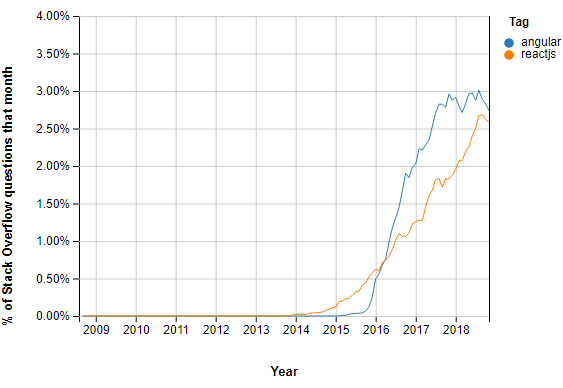 4.00%
3.50%
3.00%
2.50%
2.00%
1.50%
1.00%
0.50%
0.00%
% of Stack Overflow questions that month
2009 2010 2011 2012 2013 2014 2015 2016 2017 2018
Year
Tag
angular
reactjs